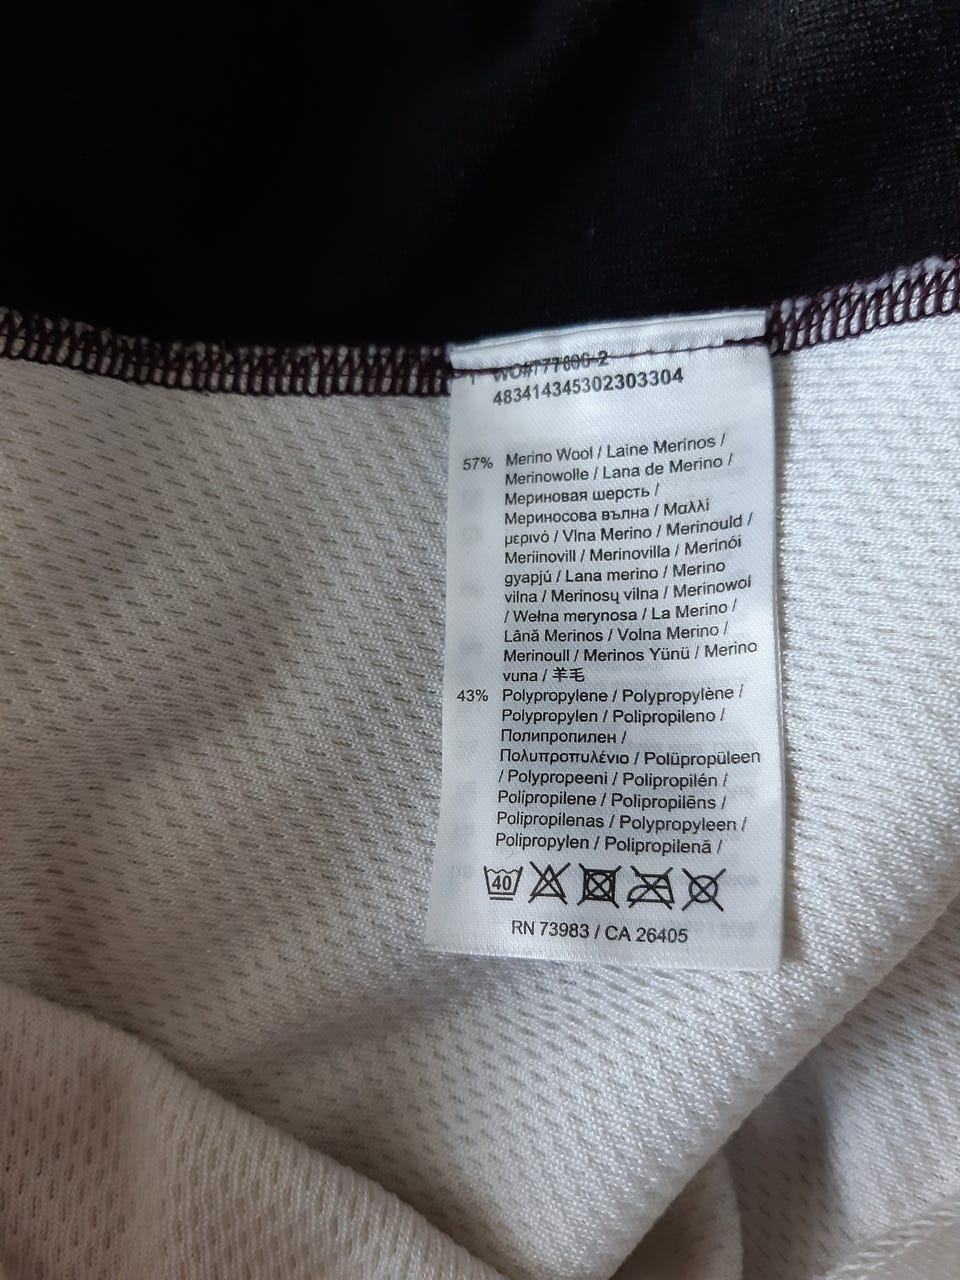 WO#777606-2
483414345302303304
57% Merino Wool / Laine Merinos /
Merinowolle / Lana de Merino /
Мериновая шерсть /
Мериносова вълна / Μαλλί
μερινό / Vlna Merino / Merinould /
Meriinovill / Merinovilla / Merinói
gyapjú / Lana merino / Merino
vilna / Merinosų vilna / Merinowol
/ Wełna merynosa / La Merino /
Lână Merinos / Volna Merino /
Merinoull / Merinos Yünü / Merino
vuna / 羊毛
43% Polypropylene / Polypropylène /
Polypropylen / Polipropileno /
Полипропилен /
Πολυπροπυλένιο / Polüpropüleen
/ Polypropeeni / Polipropilén /
Polipropilene / Polipropilēns /
Polipropilenas / Polypropyleen /
Polipropylen / Polipropilenă /
40
RN 73983 / CA 26405